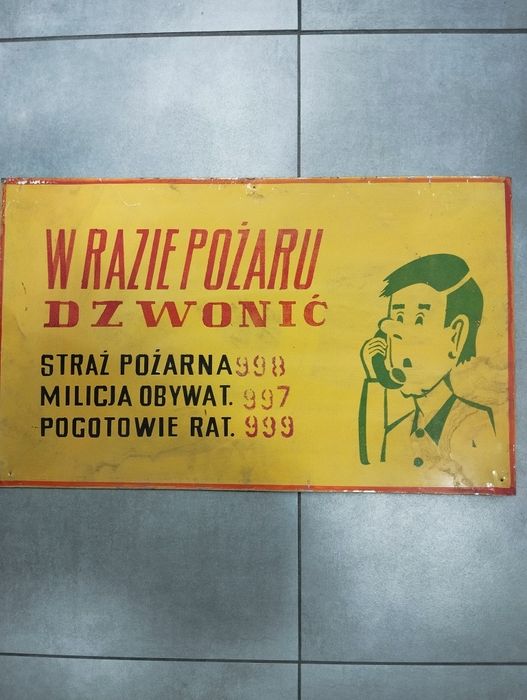 W RAZIE POŻARU
DZWONIĆ
STRAŻ POŻARNA 998
MILICJA OBYWAT. 997
POGOTOWIE RAT. 999